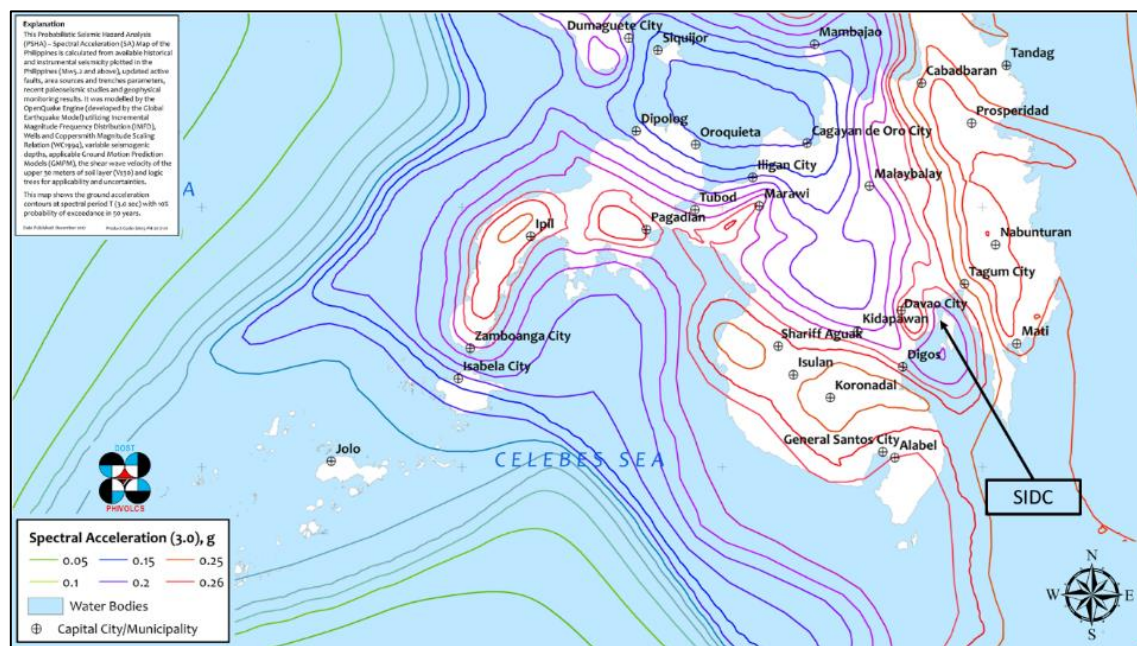 Explanation
This Probabilistic Seismic Hazard Analysis
(PSHA) – Spectral Acceleration (SA) Map of the
Philippines is calculated from available historical
and instrumental seismicity plotted in the
Philippines (Mw5.2 and above), updated active
faults, area sources and trenches parameters,
recent paleoseismic studies and geophysical
monitoring results. It was modelled by the
OpenQuake Engine (developed by the Global
Earthquake Model) utilizing Incremental
Magnitude Frequency Distribution (IMFD),
Wells and Coppersmith Magnitude Scaling
Relation (WC1994), variable seismogenic
depths, applicable Ground Motion Prediction
Models (GMPM), the shear wave velocity of the
upper 30 meters of soil layer (Vs30) and logic
trees for applicability and uncertainties.
This map shows the ground acceleration
contours at spectral period T (3.0 sec) with 10%
probability of exceedance in 50 years.
Date Published:
Dumaguete City
Siquijor
Mambajao
Tandag
Cabadbaran
Prosperidad
Dipolog
Oroquieta
Cagayan de Oro City
Iligan City
Malaybalay
A
Tubod
Marawi
Ipil
Pagadian
Nabunturan
Tagum City
Davao City
Kidapawan
Zamboanga City
Shariff Aguak
Mati
Isabela City
Digos
Isulan
Koronadal
General Santos City
Alabel
Jolo
CELEBES SEA
SIDC
DOST
PHIVOLCS
Spectral Acceleration (3.0), g
0.05 0.15 0.25
0.1 0.2 0.26
Water Bodies
Capital City/Municipality
N
W E
S